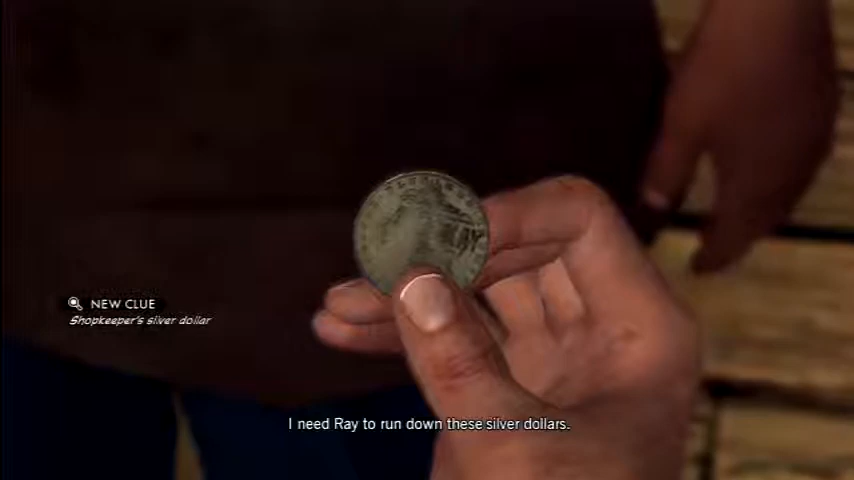 NEW CLUE
Shopkeeper's silver dollar
I need Ray to run down these silver dollars.